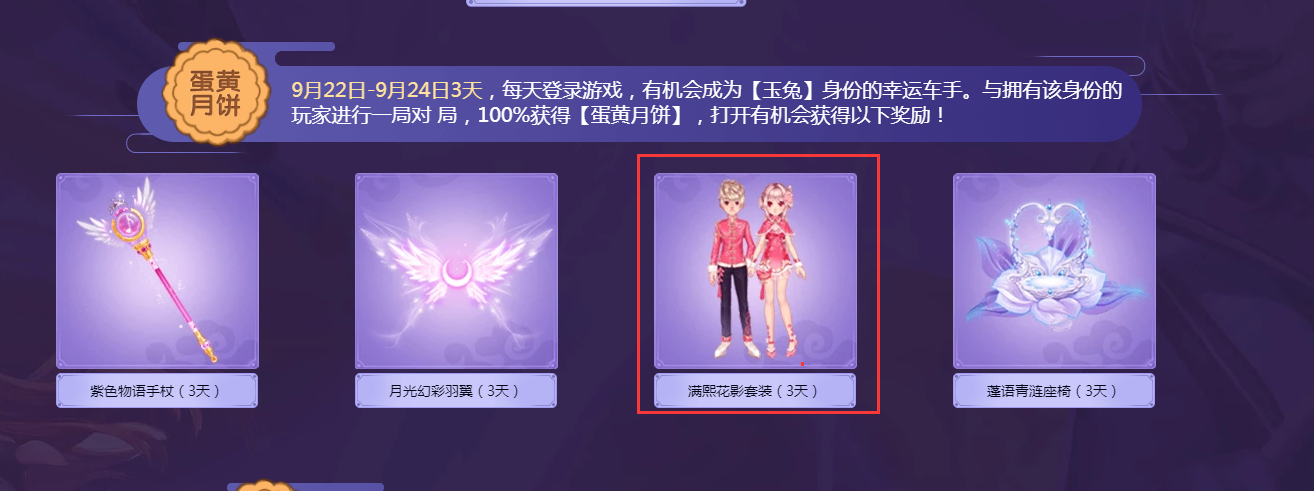 蛋黄
月饼
9月22日-9月24日3天，每天登录游戏，有机会成为【玉兔】身份的幸运车手。与拥有该身份的
玩家进行一局对 局，100%获得【蛋黄月饼】，打开有机会获得以下奖励！
紫色物语手杖（3天）
月光幻彩羽翼（3天）
满熙花影套装（3天）
蓬语青涟座椅（3天）